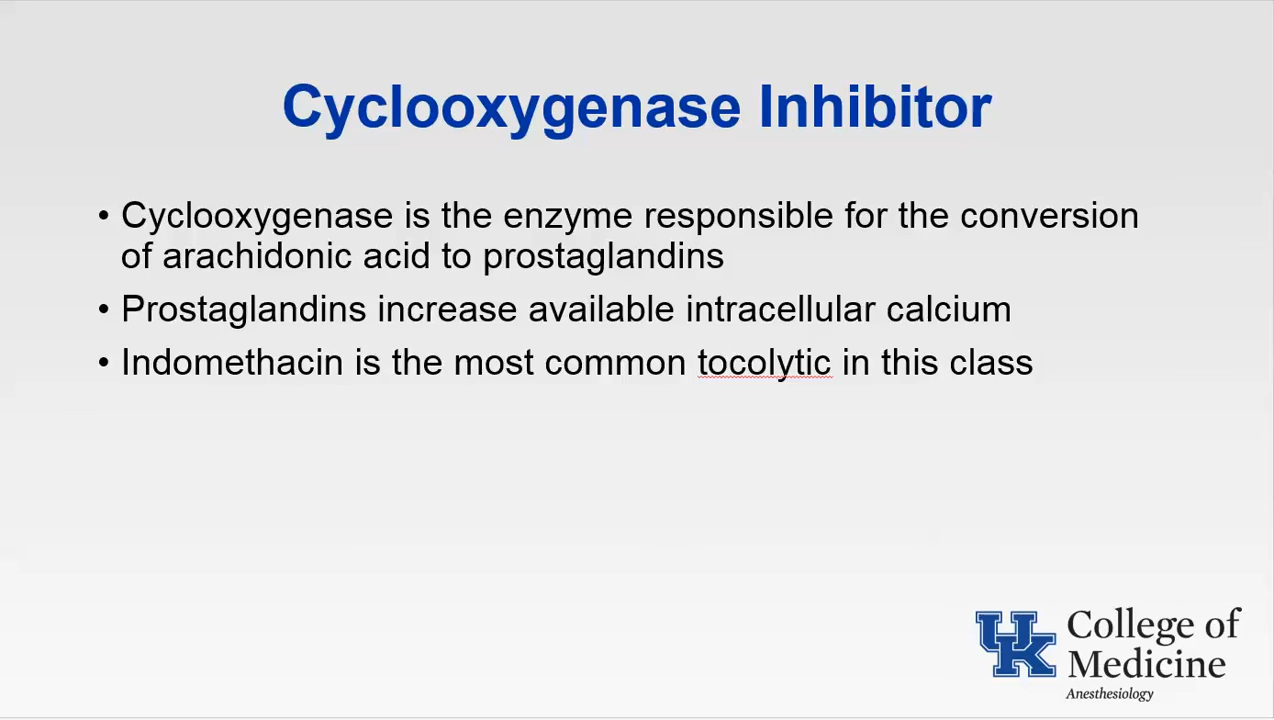 Cyclooxygenase Inhibitor
• Cyclooxygenase is the enzyme responsible for the conversion
of arachidonic acid to prostaglandins
• Prostaglandins increase available intracellular calcium
• Indomethacin is the most common tocolytic in this class
UK College of
Medicine
Anesthesiology